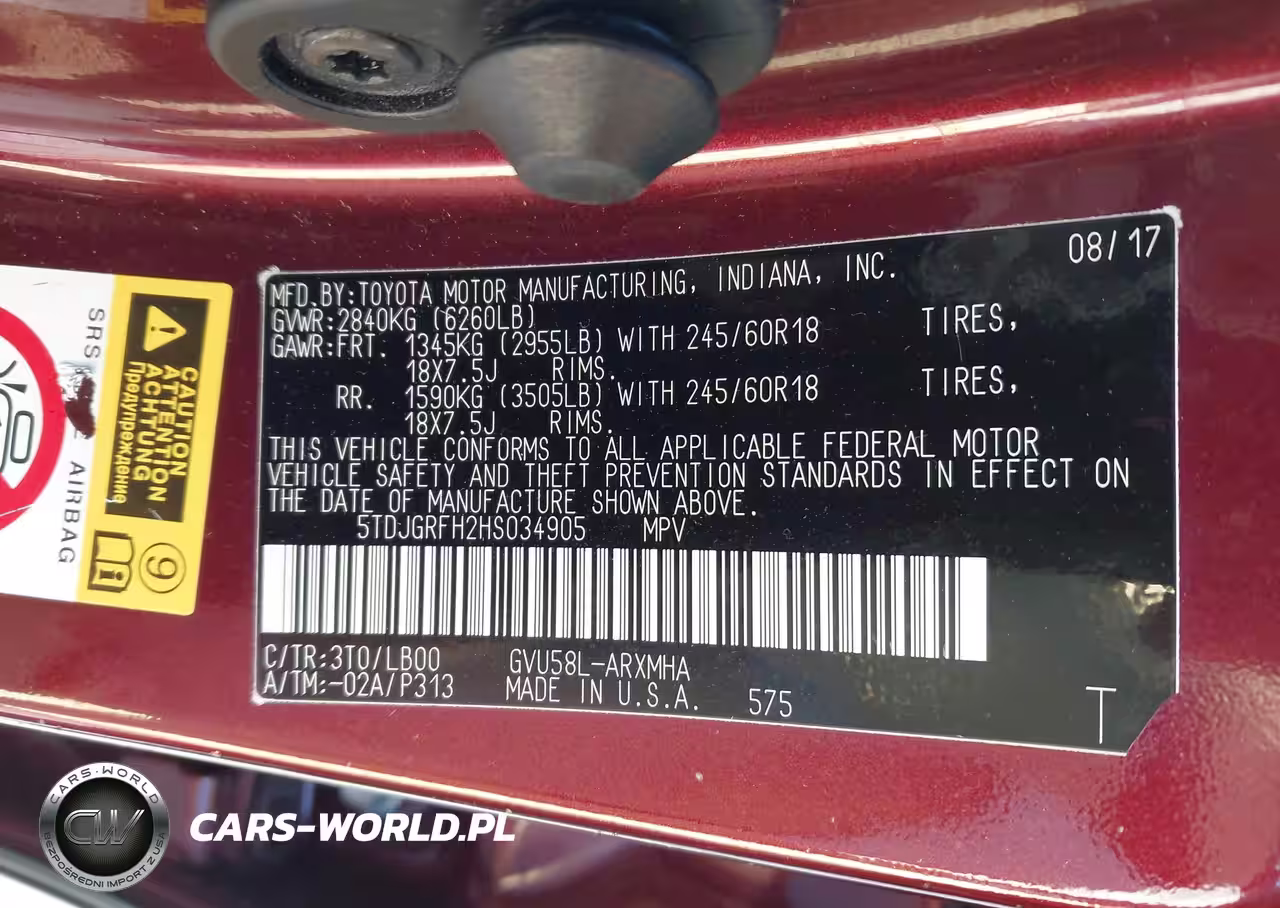 08/17
MFD.BY:TOYOTA MOTOR MANUFACTURING, INDIANA, INC.
GVWR:2840KG (6260LB)
GAWR:FRT. 1345KG (2955LB) WITH 245/60R18 TIRES,
18X7.5J RIMS.
RR. 1590KG (3505LB) WITH 245/60R18 TIRES,
18X7.5J RIMS.
THIS VEHICLE CONFORMS TO ALL APPLICABLE FEDERAL MOTOR
VEHICLE SAFETY AND THEFT PREVENTION STANDARDS IN EFFECT ON
THE DATE OF MANUFACTURE SHOWN ABOVE.
5TDJGRFH2HS034905 MPV
C/TR:3T0/LB00 GVU58L-ARXMHA
A/TM:-02A/P313 MADE IN U.S.A. 575
T
CAUTION
ATTENTION
ACHTUNG
Предупреждение
SRS AIRBAG
9
i
CARS-WORLD
CW
BEZPOŚREDNI IMPORT Z USA
CARS-WORLD.PL